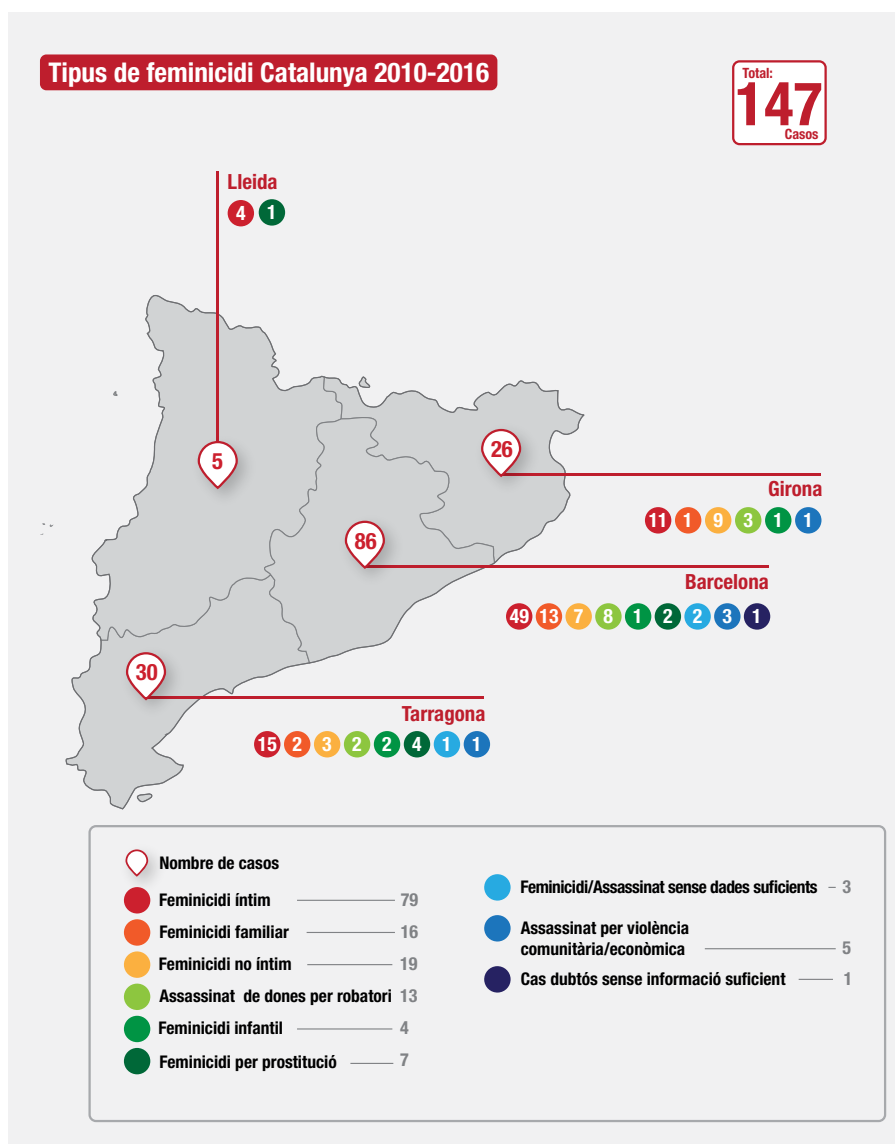 Tipus de feminicidi Catalunya 2010-2016
Total:
147
Casos
Lleida
4 1
5
26
Girona
11 1 9 3 1 1
86
Barcelona
49 13 7 8 1 2 2 3 1
30
Tarragona
15 2 3 2 2 4 1 1
Nombre de casos
Feminicidi íntim 79
Feminicidi familiar 16
Feminicidi no íntim 19
Assassinat de dones per robatori 13
Feminicidi infantil 4
Feminicidi per prostitució 7
Feminicidi/Assassinat sense dades suficients 3
Assassinat per violència
comunitària/econòmica 5
Cas dubtós sense informació suficient 1